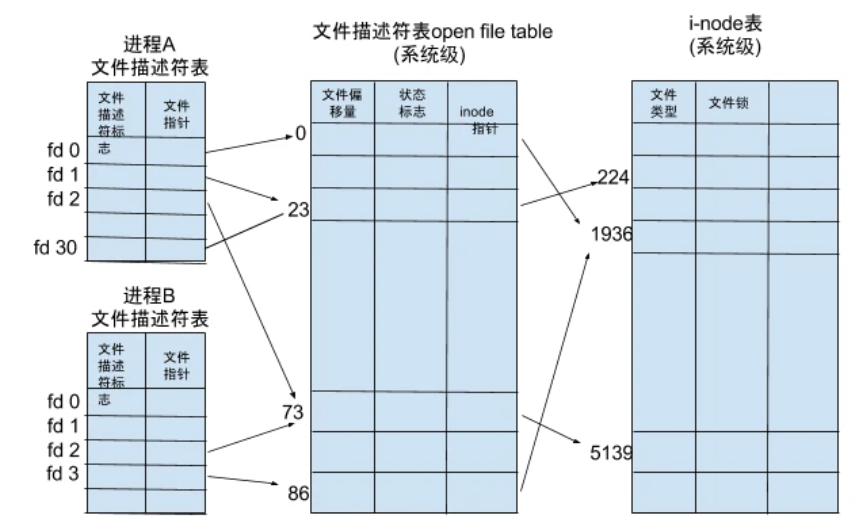 进程A
文件描述符表
文件
描述
符标
志
文件
指针
fd 0
fd 1
fd 2
fd 30
进程B
文件描述符表
文件
描述
符标
志
文件
指针
fd 0
fd 1
fd 2
fd 3
文件描述符表open file table
(系统级)
文件偏
移量
状态
标志
inode
指针
0
23
73
86
i-node表
(系统级)
文件
类型
文件锁
224
1936
5139